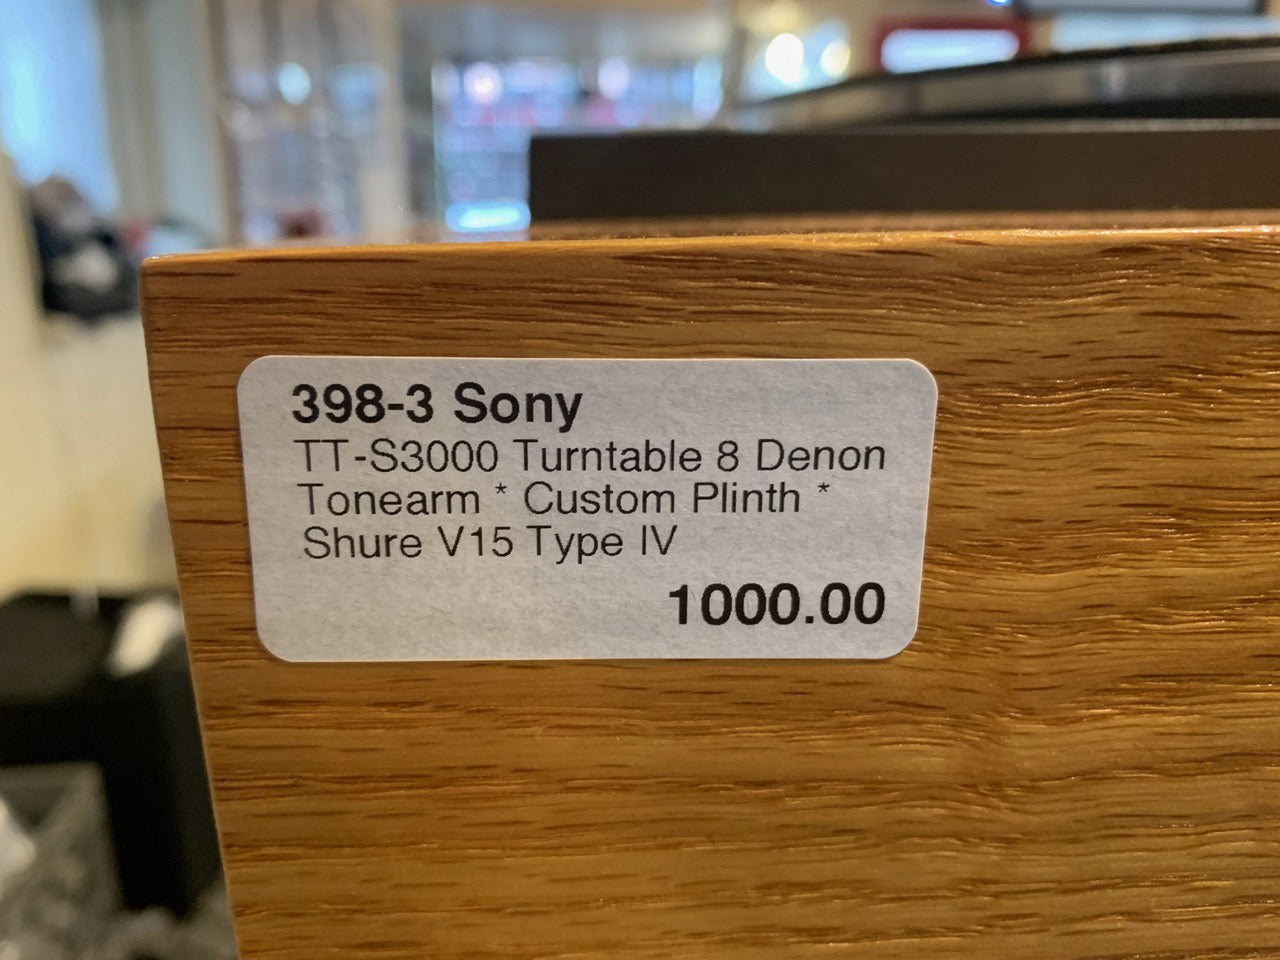 398-3 Sony
TT-S3000 Turntable 8 Denon
Tonearm * Custom Plinth *
Shure V15 Type IV
1000.00